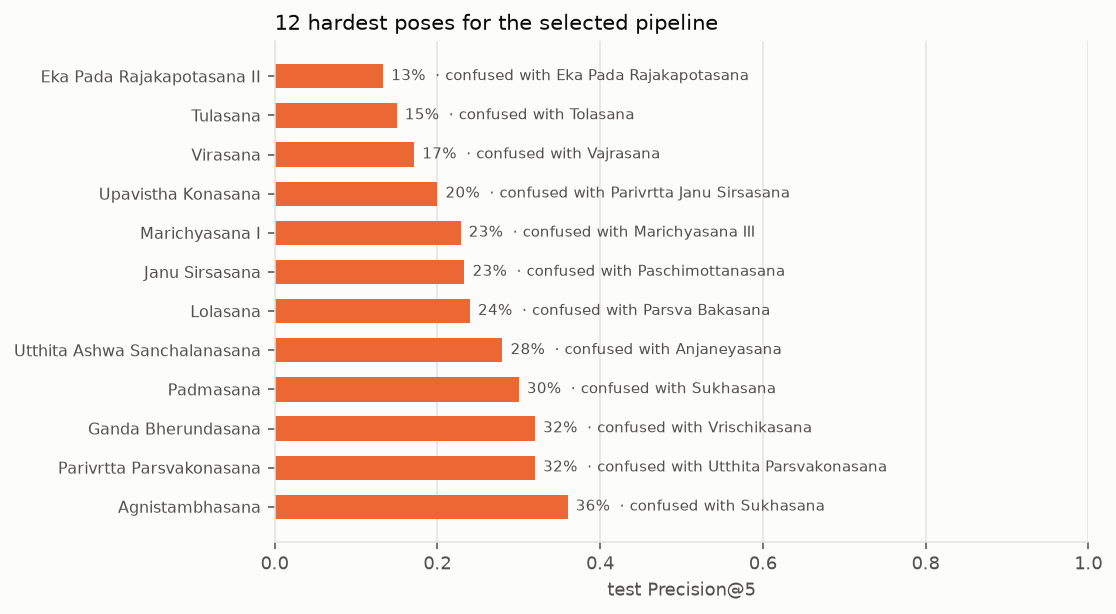 12 hardest poses for the selected pipeline
Eka Pada Rajakapotasana II 13% · confused with Eka Pada Rajakapotasana
Tulasana 15% · confused with Tolasana
Virasana 17% · confused with Vajrasana
Upavistha Konasana 20% · confused with Parivrtta Janu Sirsasana
Marichyasana I 23% · confused with Marichyasana III
Janu Sirsasana 23% · confused with Paschimottanasana
Lolasana 24% · confused with Parsva Bakasana
Utthita Ashwa Sanchalanasana 28% · confused with Anjaneyasana
Padmasana 30% · confused with Sukhasana
Ganda Bherundasana 32% · confused with Vrischikasana
Parivrtta Parsvakonasana 32% · confused with Utthita Parsvakonasana
Agnistambhasana 36% · confused with Sukhasana
0.0 0.2 0.4 0.6 0.8 1.0
test Precision@5